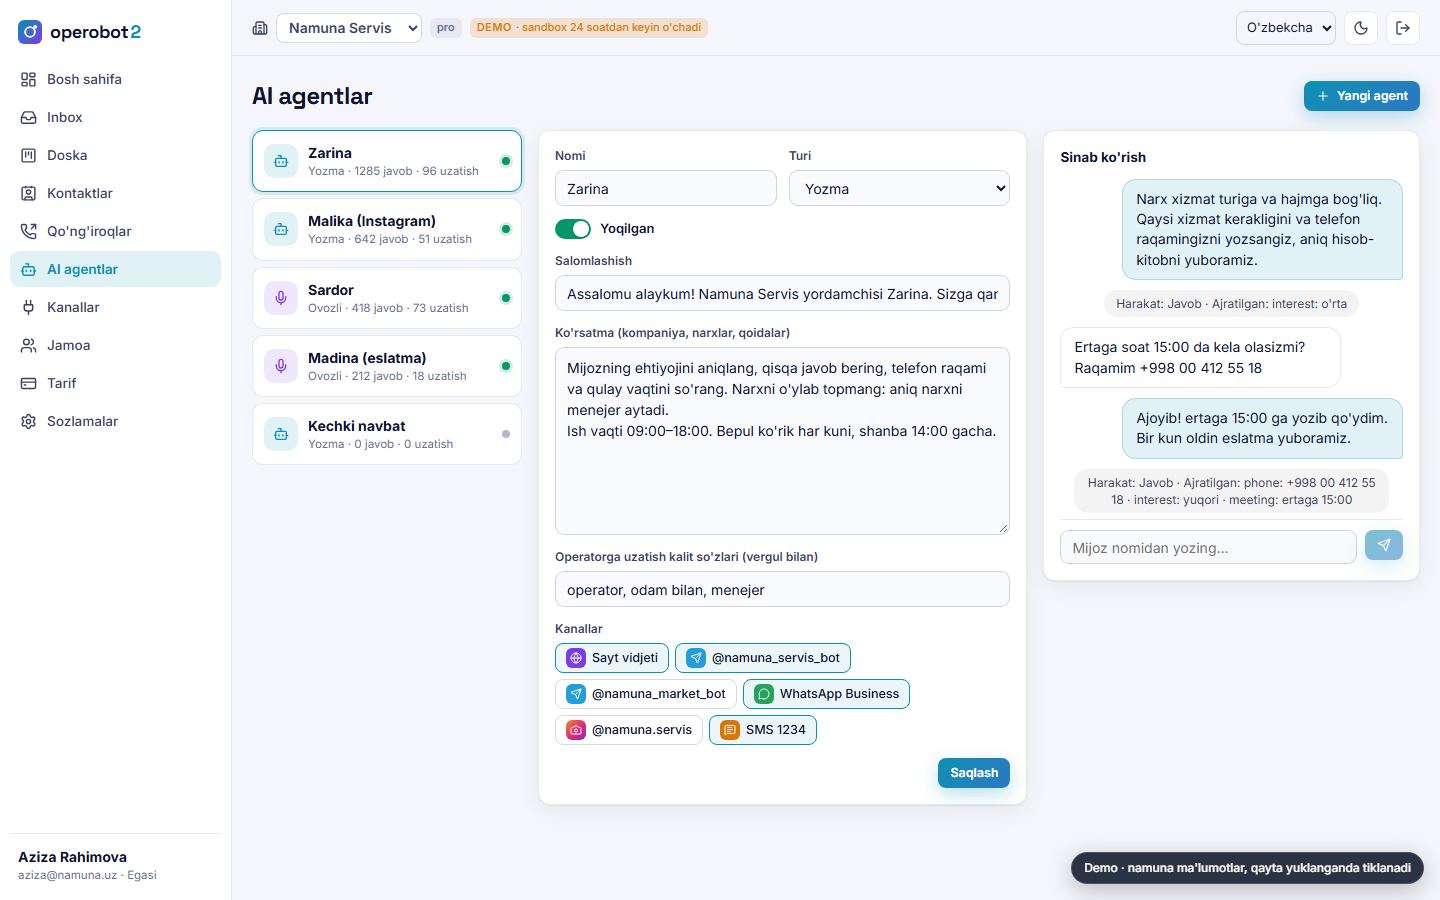 operobot2
Bosh sahifa
Inbox
Doska
Kontaktlar
Qo'ng'iroqlar
AI agentlar
Kanallar
Jamoa
Tarif
Sozlamalar
Aziza Rahimova
aziza@namuna.uz · Egasi
Namuna Servis
pro
DEMO · sandbox 24 soatdan keyin o'chadi
O'zbekcha
AI agentlar
Yangi agent
Zarina
Yozma · 1285 javob · 96 uzatish
Malika (Instagram)
Yozma · 642 javob · 51 uzatish
Sardor
Ovozli · 418 javob · 73 uzatish
Madina (eslatma)
Ovozli · 212 javob · 18 uzatish
Kechki navbat
Yozma · 0 javob · 0 uzatish
Nomi
Turi
Zarina
Yozma
Yoqilgan
Salomlashish
Assalomu alaykum! Namuna Servis yordamchisi Zarina. Sizga qar
Ko'rsatma (kompaniya, narxlar, qoidalar)
Mijozning ehtiyojini aniqlang, qisqa javob bering, telefon raqami
va qulay vaqtini so'rang. Narxni o'ylab topmang: aniq narxni
menejer aytadi.
Ish vaqti 09:00–18:00. Bepul ko'rik har kuni, shanba 14:00 gacha.
Operatorga uzatish kalit so'zlari (vergul bilan)
operator, odam bilan, menejer
Kanallar
Sayt vidjeti
@namuna_servis_bot
@namuna_market_bot
WhatsApp Business
@namuna.servis
SMS 1234
Saqlash
Sinab ko'rish
Narx xizmat turiga va hajmga bog'liq.
Qaysi xizmat kerakligini va telefon
raqamingizni yozsangiz, aniq hisob-
kitobni yuboramiz.
Harakat: Javob · Ajratilgan: interest: o'rta
Ertaga soat 15:00 da kela olasizmi?
Raqamim +998 00 412 55 18
Ajoyib! ertaga 15:00 ga yozib qo'ydim.
Bir kun oldin eslatma yuboramiz.
Harakat: Javob · Ajratilgan: phone: +998 00 412 55
18 · interest: yuqori · meeting: ertaga 15:00
Mijoz nomidan yozing...
Demo · namuna ma'lumotlar, qayta yuklanganda tiklanadi